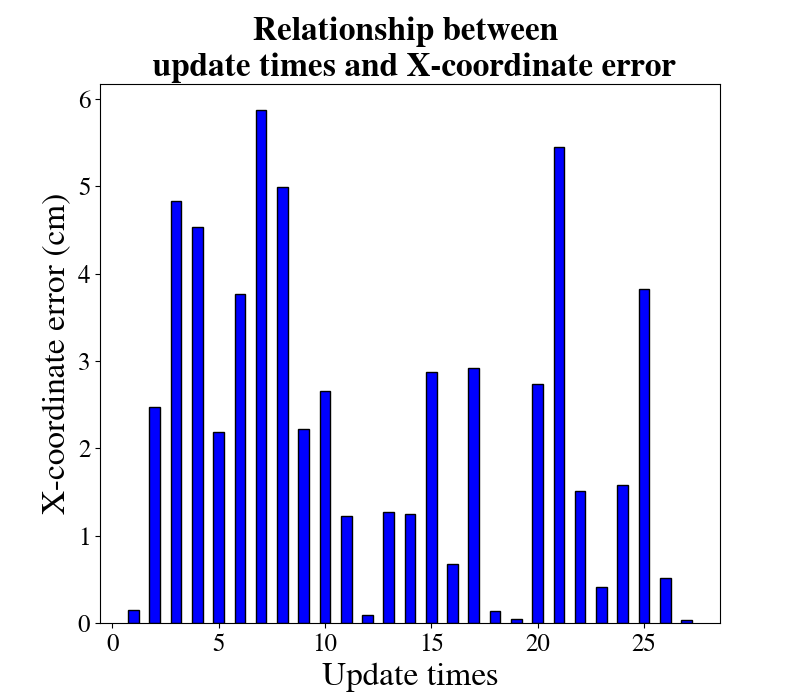 Relationship between
update times and X-coordinate error
6
5
4
3
2
1
0
X-coordinate error (cm)
0 5 10 15 20 25
Update times